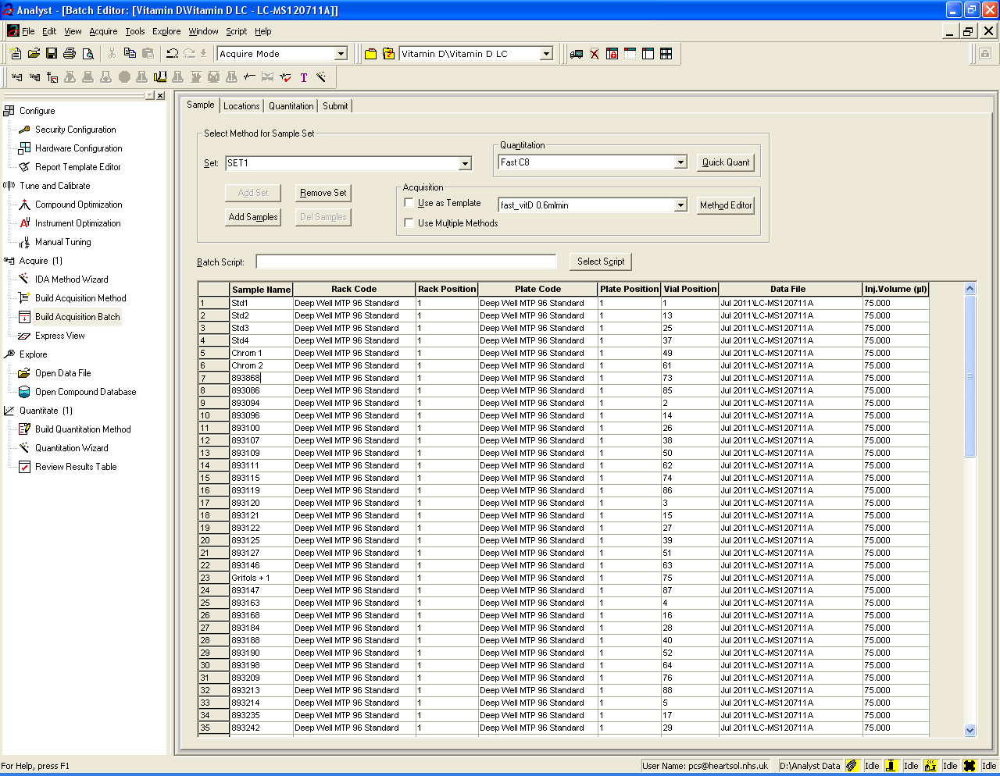 Analyst - [Batch Editor: [Vitamin D\Vitamin D LC - LC-MS120711A]]
File Edit View Acquire Tools Explore Window Script Help
Acquire Mode Vitamin D\Vitamin D LC
Configure
Security Configuration
Hardware Configuration
Report Template Editor
Tune and Calibrate
Compound Optimization
Instrument Optimization
Manual Tuning
Acquire (1)
IDA Method Wizard
Build Acquisition Method
Build Acquisition Batch
Express View
Explore
Open Data File
Open Compound Database
Quantitate (1)
Build Quantitation Method
Quantitation Wizard
Review Results Table
Sample Locations Quantitation Submit
Select Method for Sample Set
Set: SET1
Quantitation
Fast C8 Quick Quant
Add Set Remove Set
Add Samples Del Samples
Acquisition
Use as Template fast_vitD 0.6mlmin Method Editor
Use Multiple Methods
Batch Script: Select Script
Sample Name Rack Code Rack Position Plate Code Plate Position Vial Position Data File Inj.Volume (µl)
1 Std1 Deep Well MTP 96 Standard 1 Deep Well MTP 96 Standard 1 1 Jul 2011\LC-MS120711A 75.000
2 Std2 Deep Well MTP 96 Standard 1 Deep Well MTP 96 Standard 1 13 Jul 2011\LC-MS120711A 75.000
3 Std3 Deep Well MTP 96 Standard 1 Deep Well MTP 96 Standard 1 25 Jul 2011\LC-MS120711A 75.000
4 Std4 Deep Well MTP 96 Standard 1 Deep Well MTP 96 Standard 1 37 Jul 2011\LC-MS120711A 75.000
5 Chrom 1 Deep Well MTP 96 Standard 1 Deep Well MTP 96 Standard 1 49 Jul 2011\LC-MS120711A 75.000
6 Chrom 2 Deep Well MTP 96 Standard 1 Deep Well MTP 96 Standard 1 61 Jul 2011\LC-MS120711A 75.000
7 893868 Deep Well MTP 96 Standard 1 Deep Well MTP 96 Standard 1 73 Jul 2011\LC-MS120711A 75.000
8 893086 Deep Well MTP 96 Standard 1 Deep Well MTP 96 Standard 1 85 Jul 2011\LC-MS120711A 75.000
9 893094 Deep Well MTP 96 Standard 1 Deep Well MTP 96 Standard 1 2 Jul 2011\LC-MS120711A 75.000
10 893096 Deep Well MTP 96 Standard 1 Deep Well MTP 96 Standard 1 14 Jul 2011\LC-MS120711A 75.000
11 893100 Deep Well MTP 96 Standard 1 Deep Well MTP 96 Standard 1 26 Jul 2011\LC-MS120711A 75.000
12 893107 Deep Well MTP 96 Standard 1 Deep Well MTP 96 Standard 1 38 Jul 2011\LC-MS120711A 75.000
13 893109 Deep Well MTP 96 Standard 1 Deep Well MTP 96 Standard 1 50 Jul 2011\LC-MS120711A 75.000
14 893111 Deep Well MTP 96 Standard 1 Deep Well MTP 96 Standard 1 62 Jul 2011\LC-MS120711A 75.000
15 893115 Deep Well MTP 96 Standard 1 Deep Well MTP 96 Standard 1 74 Jul 2011\LC-MS120711A 75.000
16 893119 Deep Well MTP 96 Standard 1 Deep Well MTP 96 Standard 1 86 Jul 2011\LC-MS120711A 75.000
17 893120 Deep Well MTP 96 Standard 1 Deep Well MTP 96 Standard 1 3 Jul 2011\LC-MS120711A 75.000
18 893121 Deep Well MTP 96 Standard 1 Deep Well MTP 96 Standard 1 15 Jul 2011\LC-MS120711A 75.000
19 893122 Deep Well MTP 96 Standard 1 Deep Well MTP 96 Standard 1 27 Jul 2011\LC-MS120711A 75.000
20 893125 Deep Well MTP 96 Standard 1 Deep Well MTP 96 Standard 1 39 Jul 2011\LC-MS120711A 75.000
21 893127 Deep Well MTP 96 Standard 1 Deep Well MTP 96 Standard 1 51 Jul 2011\LC-MS120711A 75.000
22 893146 Deep Well MTP 96 Standard 1 Deep Well MTP 96 Standard 1 63 Jul 2011\LC-MS120711A 75.000
23 Grifols + 1 Deep Well MTP 96 Standard 1 Deep Well MTP 96 Standard 1 75 Jul 2011\LC-MS120711A 75.000
24 893147 Deep Well MTP 96 Standard 1 Deep Well MTP 96 Standard 1 87 Jul 2011\LC-MS120711A 75.000
25 893163 Deep Well MTP 96 Standard 1 Deep Well MTP 96 Standard 1 4 Jul 2011\LC-MS120711A 75.000
26 893168 Deep Well MTP 96 Standard 1 Deep Well MTP 96 Standard 1 16 Jul 2011\LC-MS120711A 75.000
27 893184 Deep Well MTP 96 Standard 1 Deep Well MTP 96 Standard 1 28 Jul 2011\LC-MS120711A 75.000
28 893188 Deep Well MTP 96 Standard 1 Deep Well MTP 96 Standard 1 40 Jul 2011\LC-MS120711A 75.000
29 893190 Deep Well MTP 96 Standard 1 Deep Well MTP 96 Standard 1 52 Jul 2011\LC-MS120711A 75.000
30 893198 Deep Well MTP 96 Standard 1 Deep Well MTP 96 Standard 1 64 Jul 2011\LC-MS120711A 75.000
31 893209 Deep Well MTP 96 Standard 1 Deep Well MTP 96 Standard 1 76 Jul 2011\LC-MS120711A 75.000
32 893213 Deep Well MTP 96 Standard 1 Deep Well MTP 96 Standard 1 88 Jul 2011\LC-MS120711A 75.000
33 893214 Deep Well MTP 96 Standard 1 Deep Well MTP 96 Standard 1 5 Jul 2011\LC-MS120711A 75.000
34 893235 Deep Well MTP 96 Standard 1 Deep Well MTP 96 Standard 1 17 Jul 2011\LC-MS120711A 75.000
35 893242 Deep Well MTP 96 Standard 1 Deep Well MTP 96 Standard 1 29 Jul 2011\LC-MS120711A 75.000
For Help, press F1 User Name: pcs@heartsol.nhs.uk D:\Analyst Data Idle Idle Idle Idle